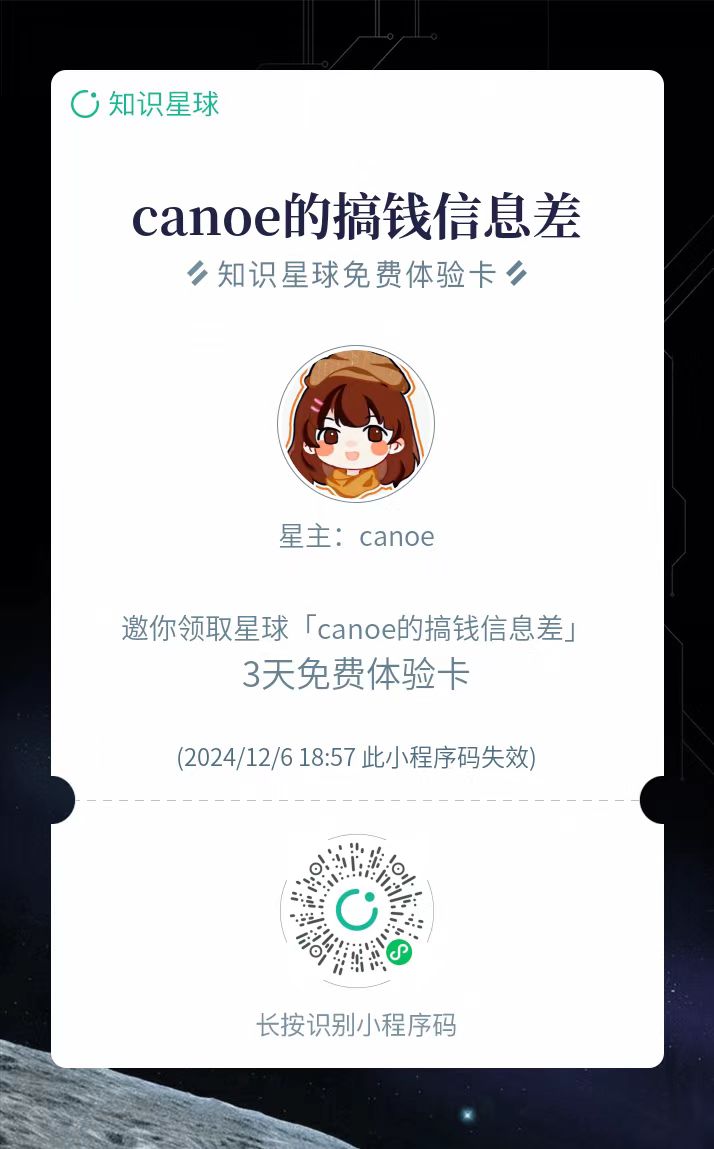 知识星球
canoe的搞钱信息差
知识星球免费体验卡
星主：canoe
邀你领取星球「canoe的搞钱信息差」
3天免费体验卡
(2024/12/6 18:57 此小程序码失效)
长按识别小程序码